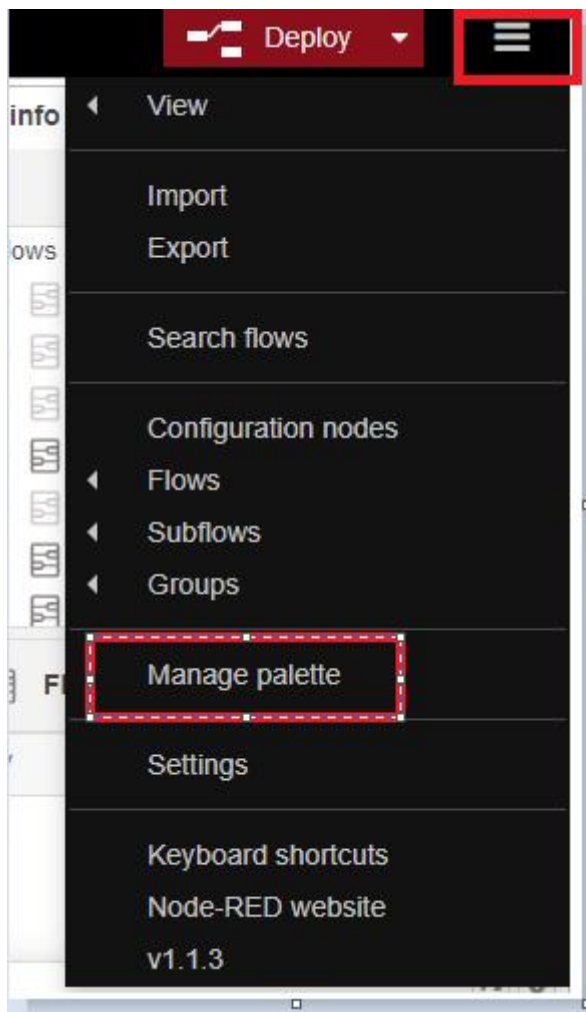 Deploy
info
View
Import
ows
Export
Search flows
Configuration nodes
Flows
Subflows
Groups
Manage palette
Settings
Keyboard shortcuts
Node-RED website
v1.1.3